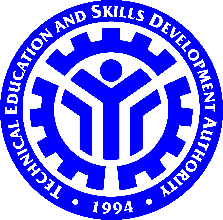 TECHNICAL EDUCATION AND SKILLS DEVELOPMENT AUTHORITY
• 1994 •